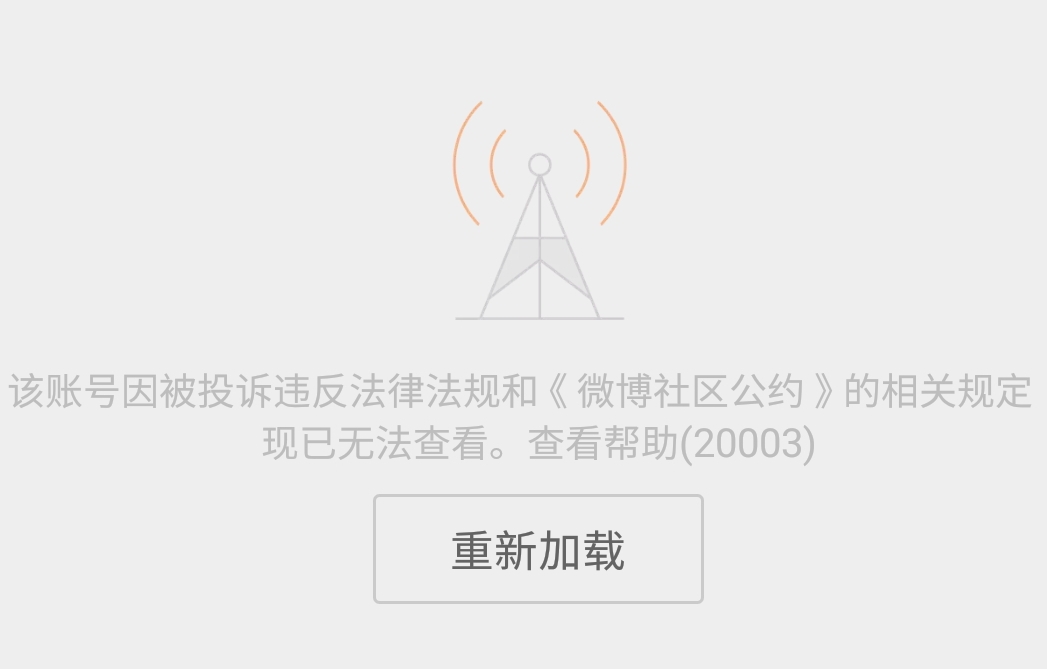 该账号因被投诉违反法律法规和《微博社区公约》的相关规定
现已无法查看。查看帮助(20003)
重新加载